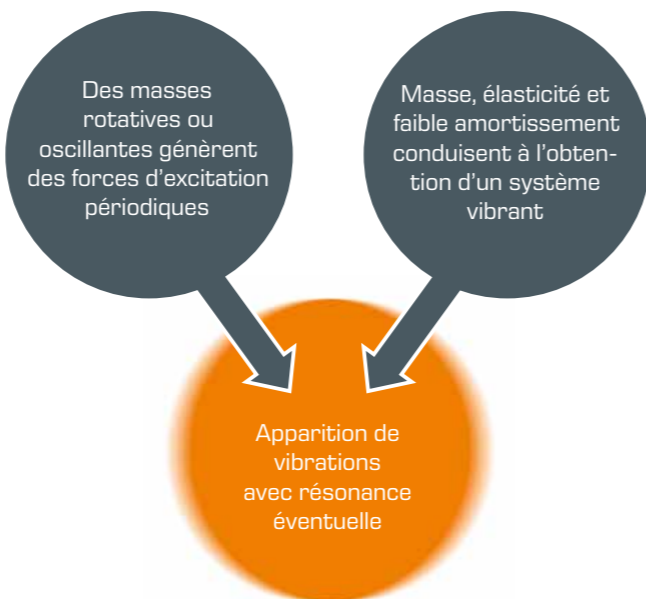 Des masses
rotatives ou
oscillantes génèrent
des forces d'excitation
périodiques
Masse, élasticité et
faible amortissement
conduisent à l'obten-
tion d'un système
vibrant
Apparition de
vibrations
avec résonance
éventuelle